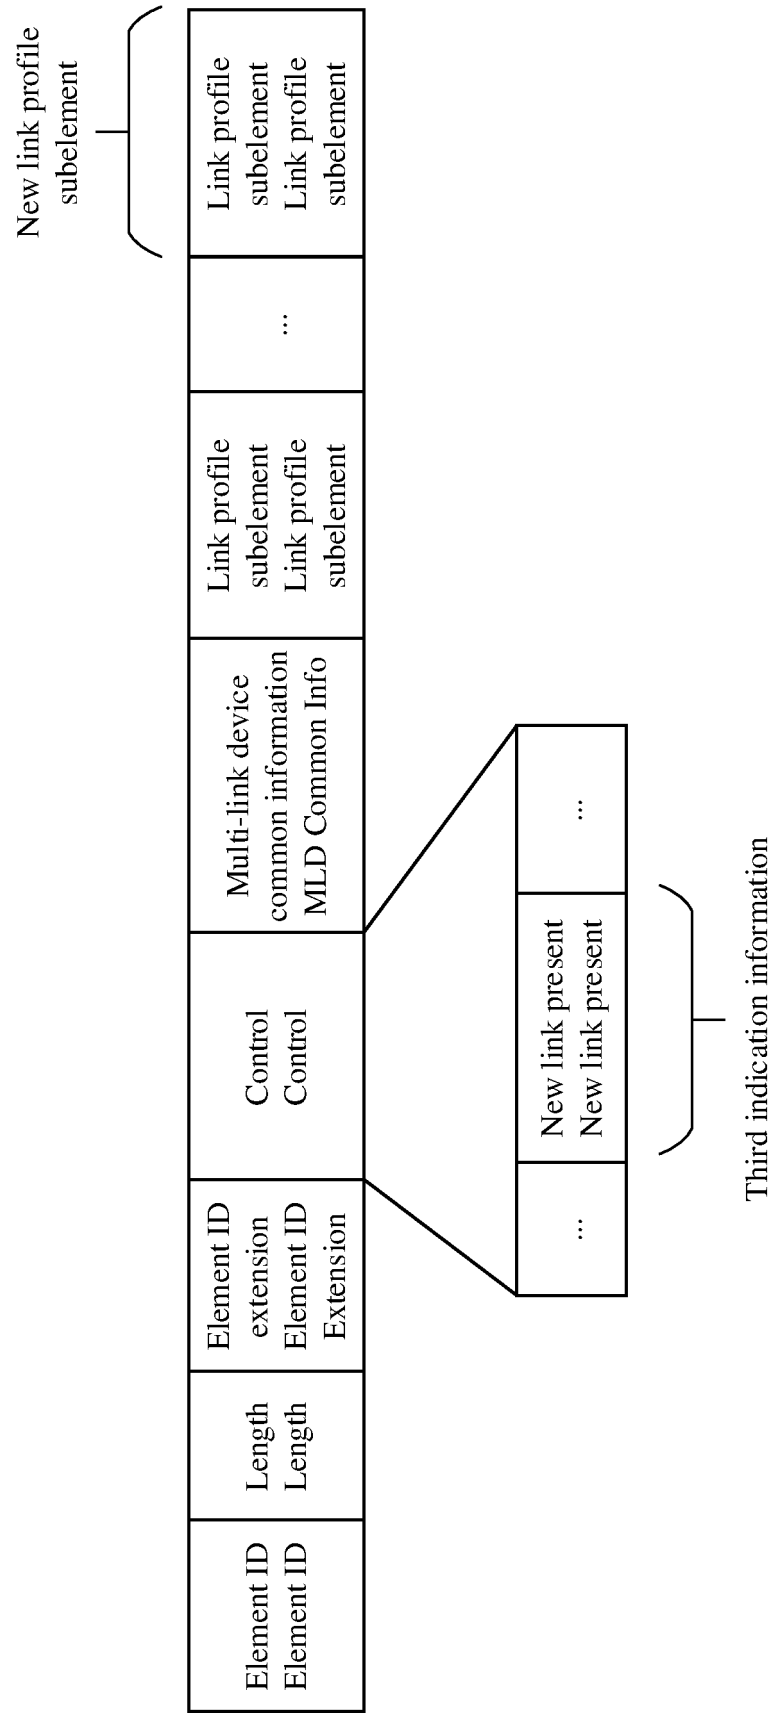 New link profile
subelement
Element ID
Element ID
Length
Length
Element ID
extension
Element ID
Extension
Control
Control
Multi-link device
common information
MLD Common Info
Link profile
subelement
Link profile
subelement
...
Link profile
subelement
Link profile
subelement
...
New link present
New link present
...
Third indication information